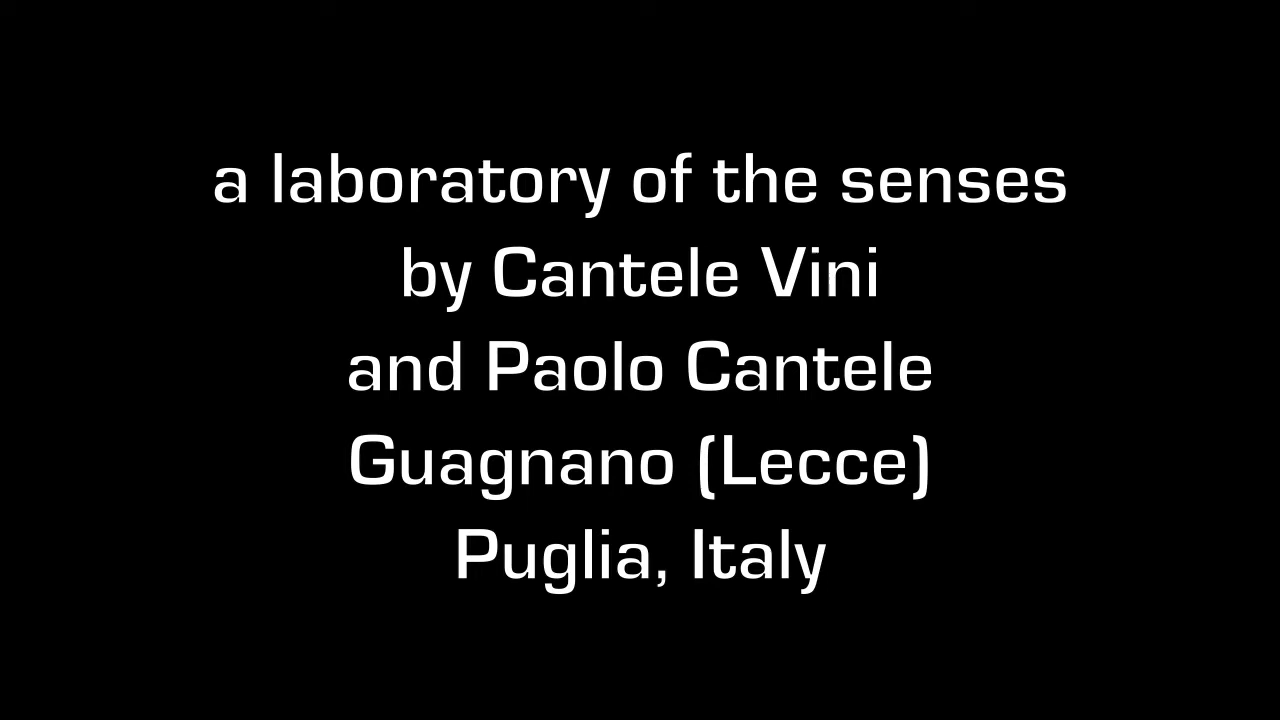 a laboratory of the senses
by Cantele Vini
and Paolo Cantele
Guagnano (Lecce)
Puglia, Italy